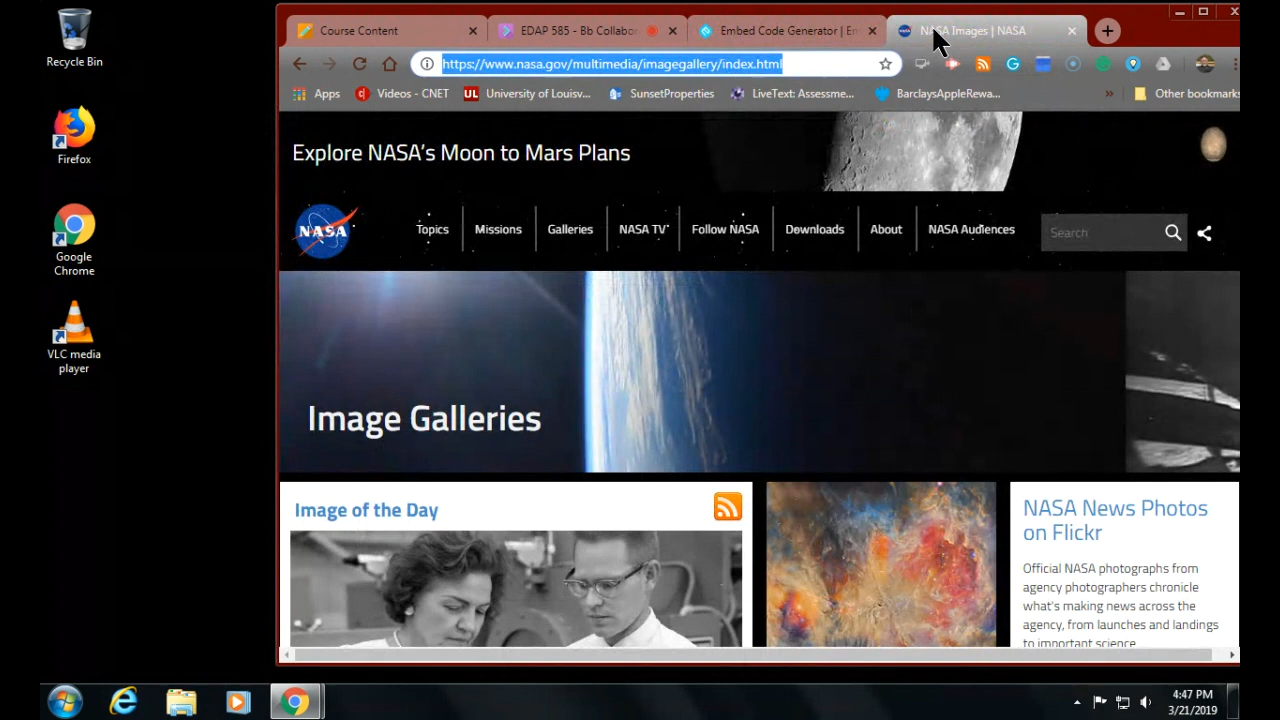 Recycle Bin
Firefox
Google
Chrome
VLC media
player
Course Content
EDAP 585 - Bb Collabor
Embed Code Generator | Em
NASA Images | NASA
https://www.nasa.gov/multimedia/imagegallery/index.html
Apps
Videos - CNET
UL University of Louisv...
SunsetProperties
LiveText: Assessme...
BarclaysAppleRewa...
»
Other bookmarks
Explore NASA's Moon to Mars Plans
NASA
Topics
Missions
Galleries
NASA TV
Follow NASA
Downloads
About
NASA Audiences
Search
Image Galleries
Image of the Day
NASA News Photos
on Flickr
Official NASA photographs from
agency photographers chronicle
what's making news across the
agency, from launches and landings
to important science
4:47 PM
3/21/2019